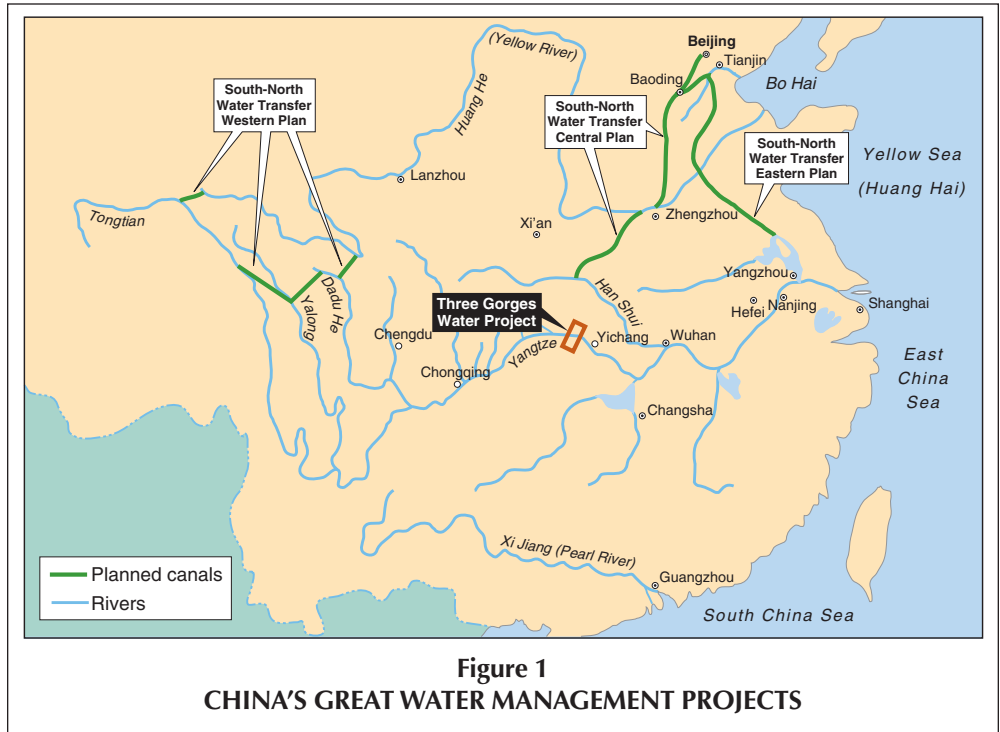 (Yellow River)
Beijing
Tianjin
Baoding
Bo Hai
South-North
Water Transfer
Western Plan
Huang He
South-North
Water Transfer
Central Plan
South-North
Water Transfer
Eastern Plan
Yellow Sea
(Huang Hai)
Lanzhou
Tongtian
Zhengzhou
Xi'an
Yangzhou
Hefei
Nanjing
Shanghai
Dadu He
Yalong
Han Shui
Three Gorges
Water Project
Chengdu
Yangtze
Yichang
Wuhan
East
China
Sea
Chongqing
Changsha
Xi Jiang (Pearl River)
Planned canals
Rivers
Guangzhou
South China Sea
Figure 1
CHINA'S GREAT WATER MANAGEMENT PROJECTS